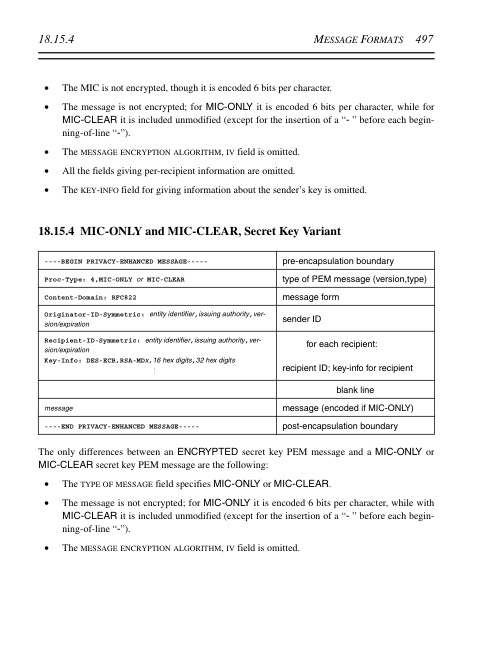 18.15.4 MESSAGE FORMATS 497
• The MIC is not encrypted, though it is encoded 6 bits per character.
• The message is not encrypted; for MIC-ONLY it is encoded 6 bits per character, while for
MIC-CLEAR it is included unmodified (except for the insertion of a “- ” before each begin-
ning-of-line “-”).
• The MESSAGE ENCRYPTION ALGORITHM, IV field is omitted.
• All the fields giving per-recipient information are omitted.
• The KEY-INFO field for giving information about the sender’s key is omitted.
18.15.4 MIC-ONLY and MIC-CLEAR, Secret Key Variant
----BEGIN PRIVACY-ENHANCED MESSAGE----- pre-encapsulation boundary
Proc-Type: 4,MIC-ONLY or MIC-CLEAR type of PEM message (version,type)
Content-Domain: RFC822 message form
Originator-ID-Symmetric: entity identifier, issuing authority, ver-
sion/expiration
sender ID
Recipient-ID-Symmetric: entity identifier, issuing authority, ver-
sion/expiration
for each recipient:
Key-Info: DES-ECB,RSA-MDx, 16 hex digits, 32 hex digits
⋮
recipient ID; key-info for recipient
blank line
message message (encoded if MIC-ONLY)
----END PRIVACY-ENHANCED MESSAGE----- post-encapsulation boundary
The only differences between an ENCRYPTED secret key PEM message and a MIC-ONLY or
MIC-CLEAR secret key PEM message are the following:
• The TYPE OF MESSAGE field specifies MIC-ONLY or MIC-CLEAR.
• The message is not encrypted; for MIC-ONLY it is encoded 6 bits per character, while with
MIC-CLEAR it is included unmodified (except for the insertion of a “- ” before each begin-
ning-of-line “-”).
• The MESSAGE ENCRYPTION ALGORITHM, IV field is omitted.